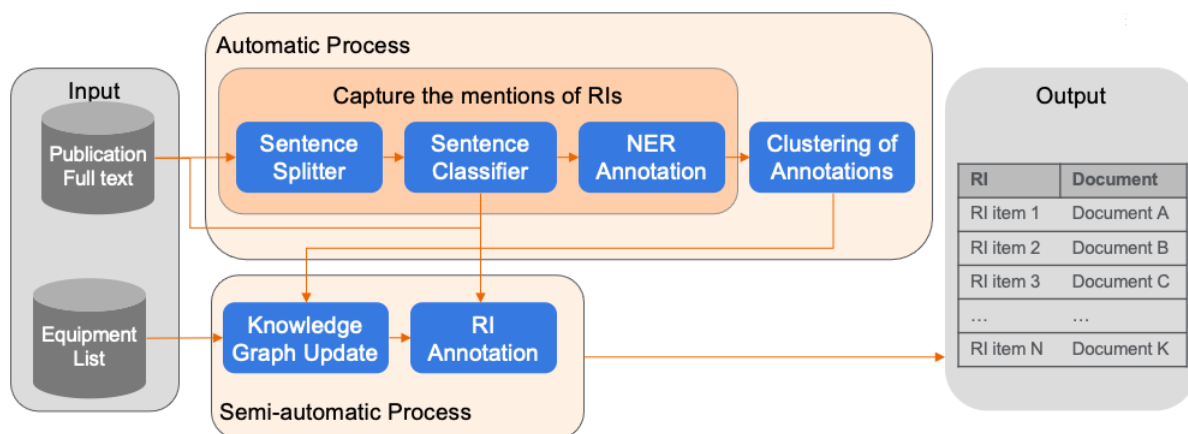 Automatic Process
Input
Capture the mentions of RIs
Output
Publication
Full text
Sentence
Splitter
Sentence
Classifier
NER
Annotation
Clustering of
Annotations
RI Document
RI item 1 Document A
RI item 2 Document B
RI item 3 Document C
... ...
RI item N Document K
Equipment
List
Knowledge
Graph Update
RI
Annotation
Semi-automatic Process